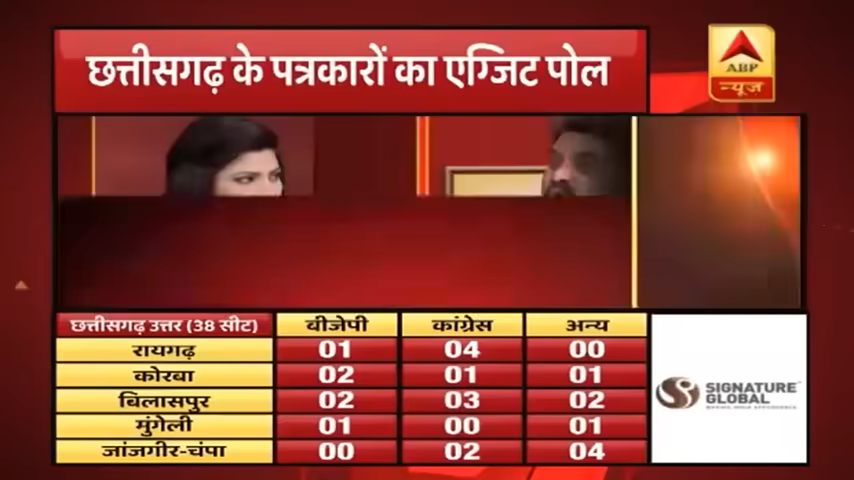 छत्तीसगढ़ के पत्रकारों का एग्जिट पोल
ABP
न्यूज़
छत्तीसगढ़ उत्तर (38 सीट) बीजेपी कांग्रेस अन्य
रायगढ़ 01 04 00
कोरबा 02 01 01
बिलासपुर 02 03 02
मुंगेली 01 00 01
जांजगीर-चंपा 00 02 04
SIGNATURE
GLOBAL